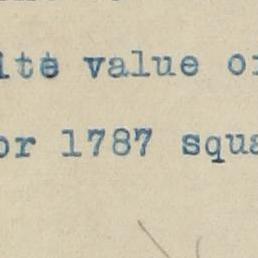 ite value o
or 1787 squa